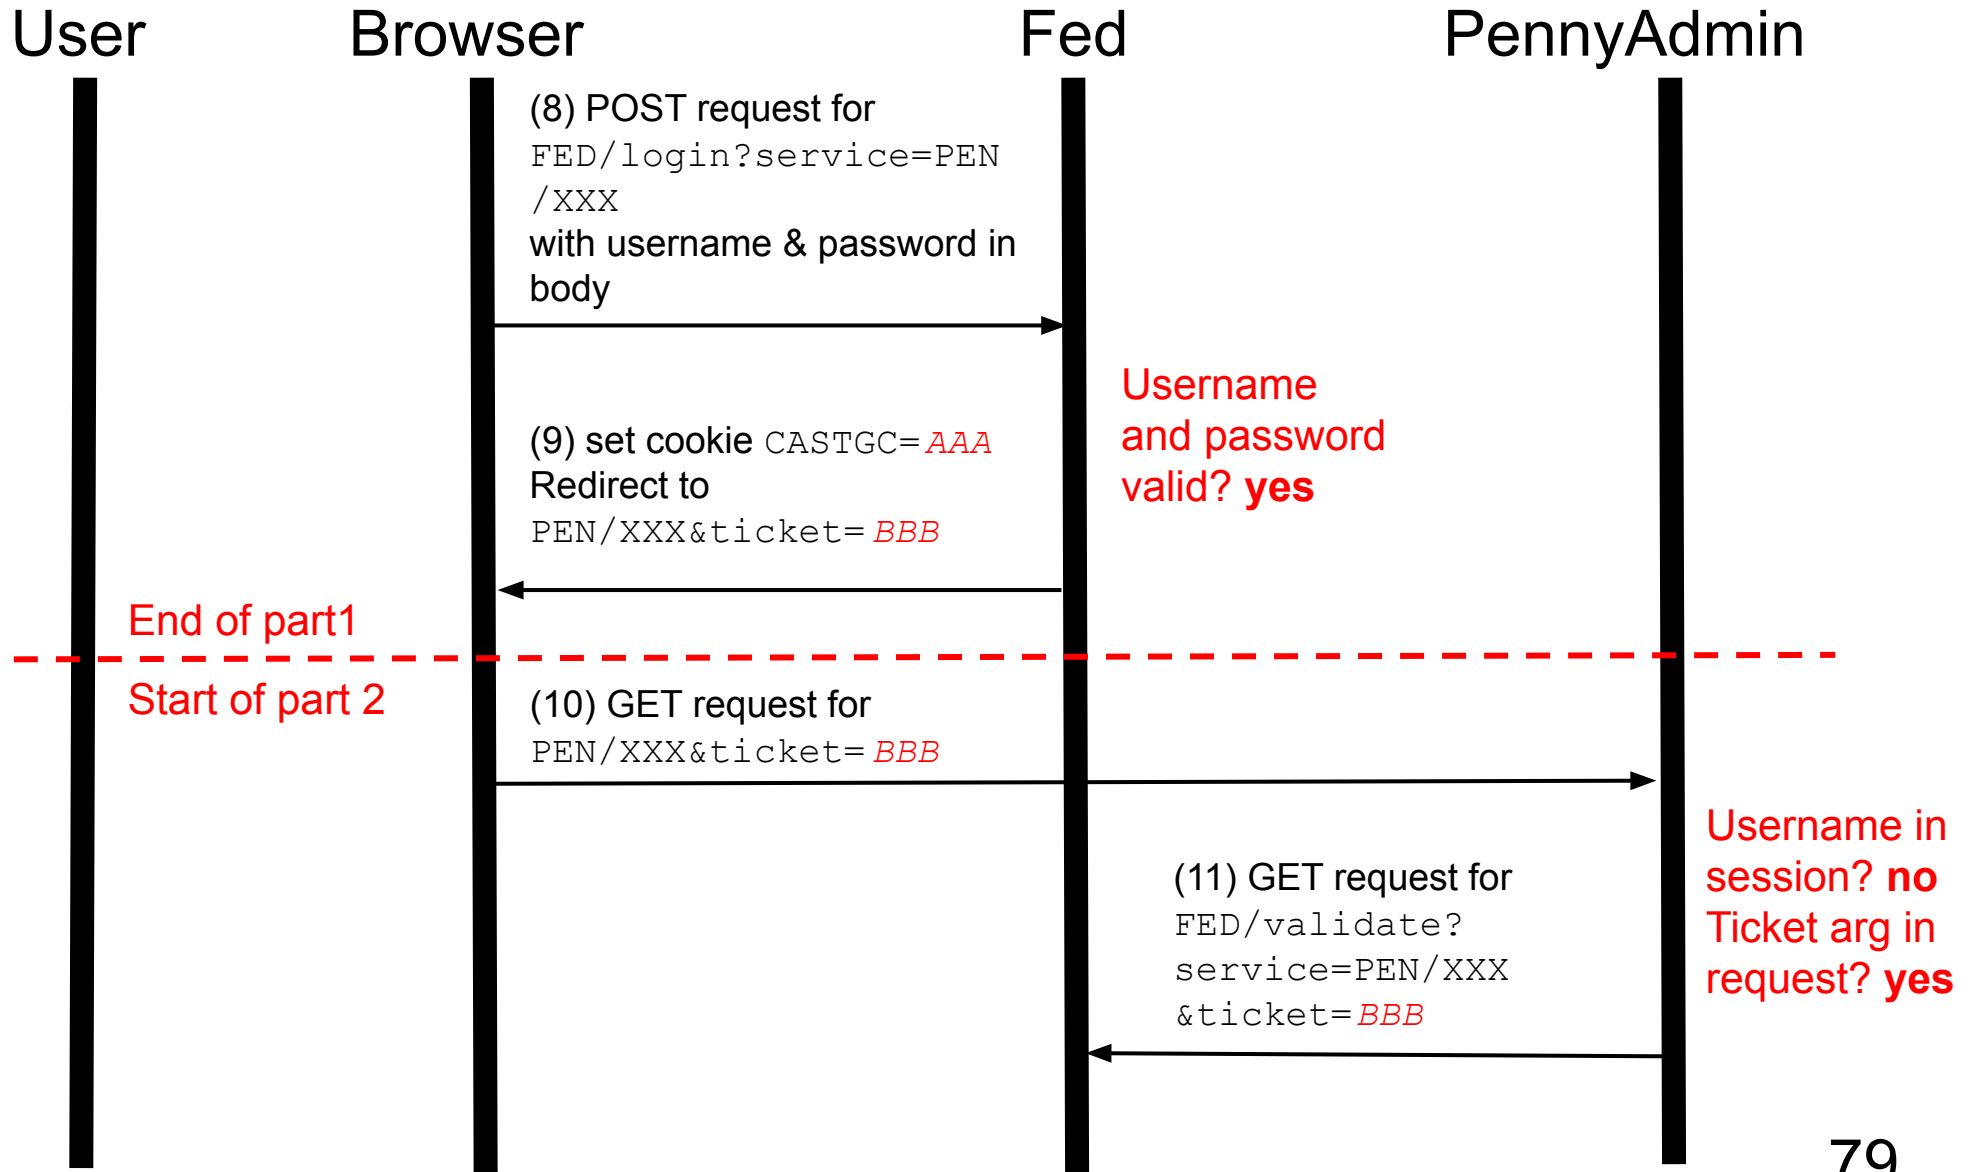 User
Browser
Fed
PennyAdmin
(8) POST request for
FED/login?service=PEN
/XXX
with username & password in
body
Username
and password
valid? yes
(9) set cookie CASTGC=AAA
Redirect to
PEN/XXX&ticket=BBB
End of part1
Start of part 2
(10) GET request for
PEN/XXX&ticket=BBB
Username in
session? no
Ticket arg in
request? yes
(11) GET request for
FED/validate?
service=PEN/XXX
&ticket=BBB
79